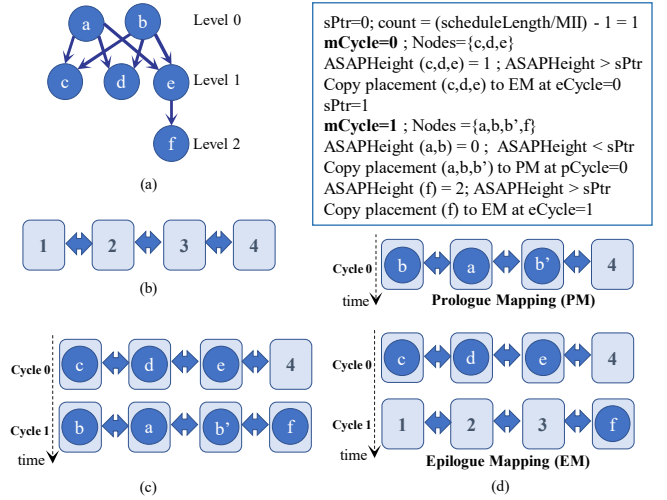 a
b
Level 0
c
d
e
Level 1
f
Level 2
(a)
1
2
3
4
(b)
Cycle 0
c
d
e
4
Cycle 1
b
a
b'
f
time
(c)
sPtr=0; count = (scheduleLength/MII) - 1 = 1
mCycle=0 ; Nodes={c,d,e}
ASAPHeight (c,d,e) = 1 ; ASAPHeight > sPtr
Copy placement (c,d,e) to EM at eCycle=0
sPtr=1
mCycle=1 ; Nodes ={a,b,b',f}
ASAPHeight (a,b) = 0 ; ASAPHeight < sPtr
Copy placement (a,b,b') to PM at pCycle=0
ASAPHeight (f) = 2; ASAPHeight > sPtr
Copy placement (f) to EM at eCycle=1
Cycle 0
b
a
b'
4
time
Prologue Mapping (PM)
Cycle 0
c
d
e
4
Cycle 1
1
2
3
f
time
Epilogue Mapping (EM)
(d)